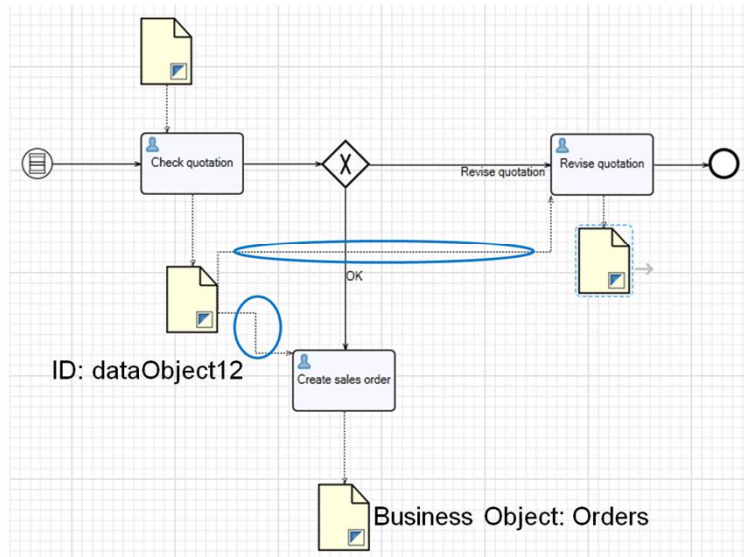 Check quotation
Revise quotation
Revise quotation
OK
ID: dataObject12
Create sales order
Business Object: Orders